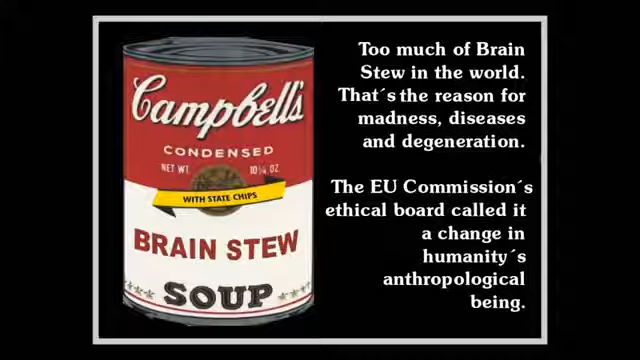 Campbell's
CONDENSED
NET WT. 10¾ OZ.
WITH STATE CHIPS
BRAIN STEW
SOUP
Too much of Brain
Stew in the world.
That´s the reason for
madness, diseases
and degeneration.
The EU Commission´s
ethical board called it
a change in
humanity´s
anthropological
being.